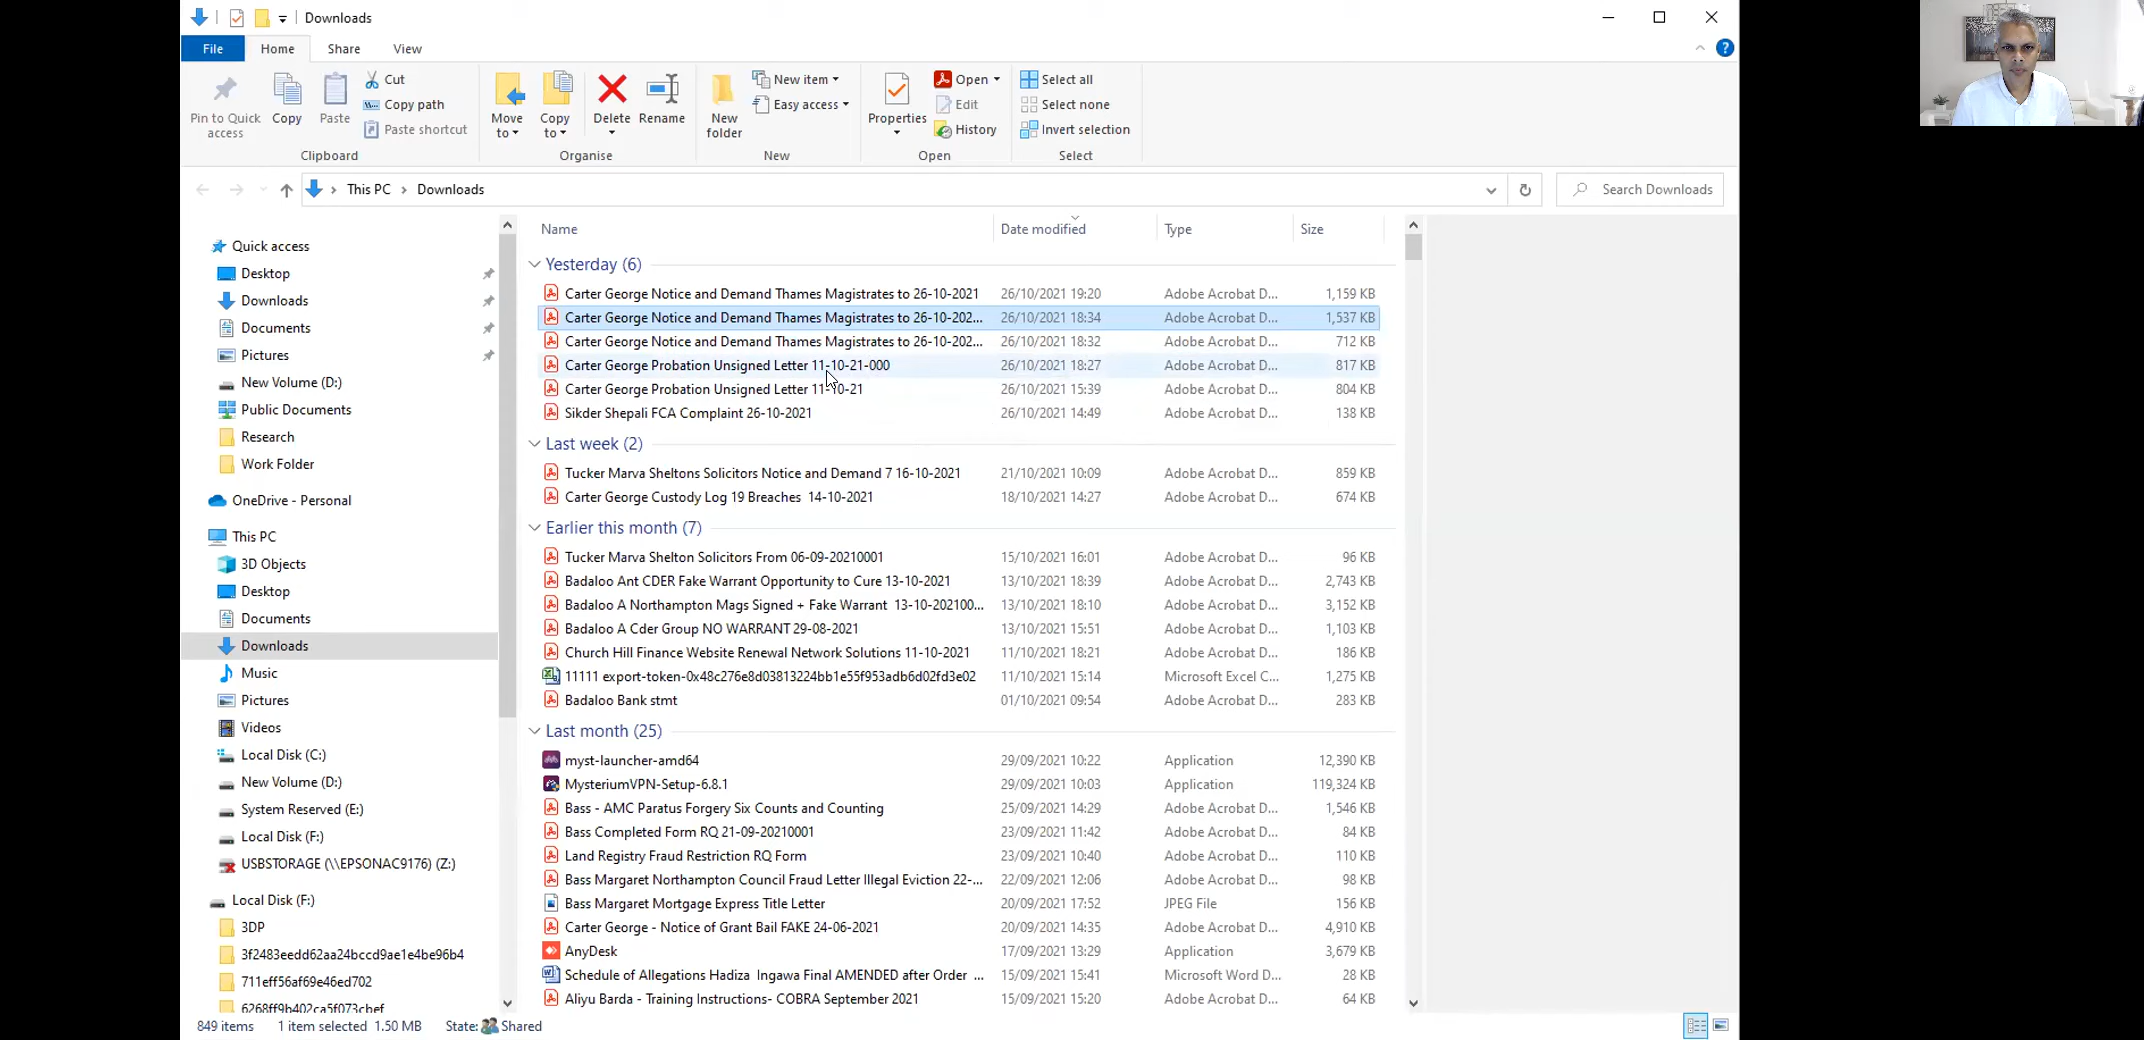 Downloads
File Home Share View
Pin to Quick access
Copy
Paste
Cut
Copy path
Paste shortcut
Clipboard
Move to
Copy to
Delete
Rename
Organise
New folder
New item
Easy access
New
Properties
Open
Edit
History
Open
Select all
Select none
Invert selection
Select
This PC > Downloads
Search Downloads
Quick access
Desktop
Downloads
Documents
Pictures
New Volume (D:)
Public Documents
Research
Work Folder
OneDrive - Personal
This PC
3D Objects
Desktop
Documents
Downloads
Music
Pictures
Videos
Local Disk (C:)
New Volume (D:)
System Reserved (E:)
Local Disk (F:)
USBSTORAGE (\\EPSONAC9176) (Z:)
Local Disk (F:)
3DP
3f2483eedd62aa24bccd9ae1e4be96b4
711eff56af69e46ed702
6268ff9b402ca5f073cbef
Name Date modified Type Size
Yesterday (6)
Carter George Notice and Demand Thames Magistrates to 26-10-2021 26/10/2021 19:20 Adobe Acrobat D... 1,159 KB
Carter George Notice and Demand Thames Magistrates to 26-10-202... 26/10/2021 18:34 Adobe Acrobat D... 1,537 KB
Carter George Notice and Demand Thames Magistrates to 26-10-202... 26/10/2021 18:32 Adobe Acrobat D... 712 KB
Carter George Probation Unsigned Letter 11-10-21-000 26/10/2021 18:27 Adobe Acrobat D... 817 KB
Carter George Probation Unsigned Letter 11-10-21 26/10/2021 15:39 Adobe Acrobat D... 804 KB
Sikder Shepali FCA Complaint 26-10-2021 26/10/2021 14:49 Adobe Acrobat D... 138 KB
Last week (2)
Tucker Marva Sheltons Solicitors Notice and Demand 7 16-10-2021 21/10/2021 10:09 Adobe Acrobat D... 859 KB
Carter George Custody Log 19 Breaches 14-10-2021 18/10/2021 14:27 Adobe Acrobat D... 674 KB
Earlier this month (7)
Tucker Marva Shelton Solicitors From 06-09-20210001 15/10/2021 16:01 Adobe Acrobat D... 96 KB
Badaloo Ant CDER Fake Warrant Opportunity to Cure 13-10-2021 13/10/2021 18:39 Adobe Acrobat D... 2,743 KB
Badaloo A Northampton Mags Signed + Fake Warrant 13-10-202100... 13/10/2021 18:10 Adobe Acrobat D... 3,152 KB
Badaloo A Cder Group NO WARRANT 29-08-2021 13/10/2021 15:51 Adobe Acrobat D... 1,103 KB
Church Hill Finance Website Renewal Network Solutions 11-10-2021 11/10/2021 18:21 Adobe Acrobat D... 186 KB
11111 export-token-0x48c276e8d03813224bb1e55f953adb6d02fd3e02 11/10/2021 15:14 Microsoft Excel C... 1,275 KB
Badaloo Bank stmt 01/10/2021 09:54 Adobe Acrobat D... 283 KB
Last month (25)
myst-launcher-amd64 29/09/2021 10:22 Application 12,390 KB
MysteriumVPN-Setup-6.8.1 29/09/2021 10:03 Application 119,324 KB
Bass - AMC Paratus Forgery Six Counts and Counting 25/09/2021 14:29 Adobe Acrobat D... 1,546 KB
Bass Completed Form RQ 21-09-20210001 23/09/2021 11:42 Adobe Acrobat D... 84 KB
Land Registry Fraud Restriction RQ Form 23/09/2021 10:40 Adobe Acrobat D... 110 KB
Bass Margaret Northampton Council Fraud Letter Illegal Eviction 22-... 22/09/2021 12:06 Adobe Acrobat D... 98 KB
Bass Margaret Mortgage Express Title Letter 20/09/2021 17:52 JPEG File 156 KB
Carter George - Notice of Grant Bail FAKE 24-06-2021 20/09/2021 14:35 Adobe Acrobat D... 4,910 KB
AnyDesk 17/09/2021 13:29 Application 3,679 KB
Schedule of Allegations Hadiza Ingawa Final AMENDED after Order ... 15/09/2021 15:41 Microsoft Word D... 28 KB
Aliyu Barda - Training Instructions- COBRA September 2021 15/09/2021 15:20 Adobe Acrobat D... 64 KB
849 items 1 item selected 1.50 MB State: Shared